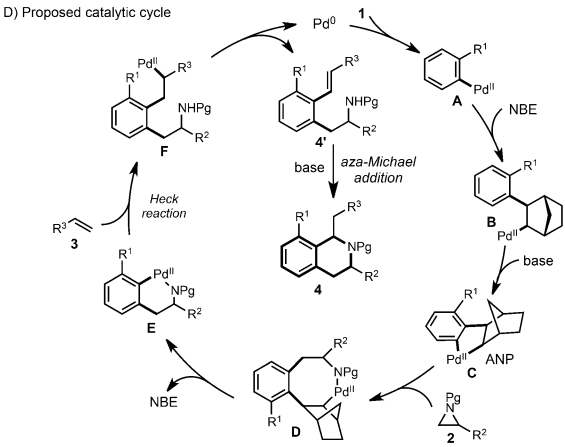 D) Proposed catalytic cycle
Pd⁰
1
R¹
Pdᴵᴵ
A
NBE
R¹
Pdᴵᴵ
B
base
R¹
Pdᴵᴵ
ANP
C
Pg
N
R²
2
R²
NPg
Pdᴵᴵ
R¹
D
NBE
R¹
Pdᴵᴵ
NPg
R²
E
R³
3
Heck
reaction
Pdᴵᴵ
R³
R¹
NHPg
R²
F
R³
R¹
NHPg
R²
4'
base
aza-Michael
addition
R³
R¹
NPg
R²
4